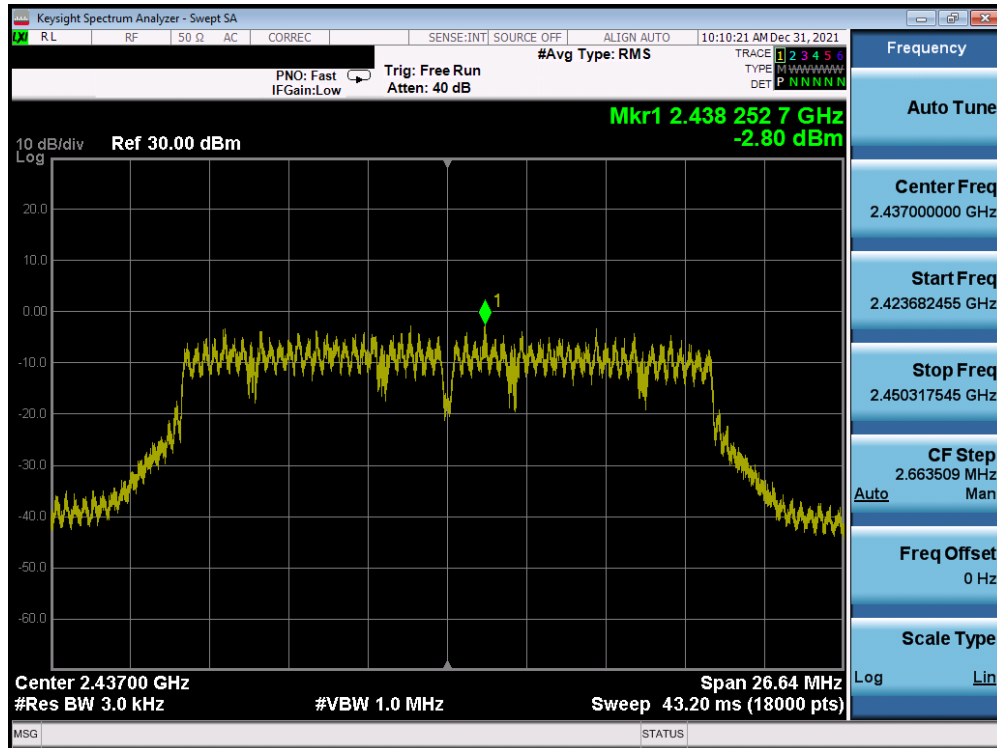 Keysight Spectrum Analyzer - Swept SA
LXI RL RF 50 Ω AC CORREC SENSE:INT SOURCE OFF ALIGN AUTO 10:10:21 AM Dec 31, 2021
#Avg Type: RMS
TRACE 1 2 3 4 5 6
TYPE M WWWWW
DET P N N N N N
PNO: Fast
IFGain:Low
Trig: Free Run
Atten: 40 dB
Mkr1 2.438 252 7 GHz
-2.80 dBm
10 dB/div Ref 30.00 dBm
Log
20.0
10.0
0.00
-10.0
-20.0
-30.0
-40.0
-50.0
-60.0
1
Center 2.43700 GHz
Span 26.64 MHz
#Res BW 3.0 kHz
#VBW 1.0 MHz
Sweep 43.20 ms (18000 pts)
MSG STATUS
Frequency
Auto Tune
Center Freq
2.437000000 GHz
Start Freq
2.423682455 GHz
Stop Freq
2.450317545 GHz
CF Step
2.663509 MHz
Auto Man
Freq Offset
0 Hz
Scale Type
Log Lin